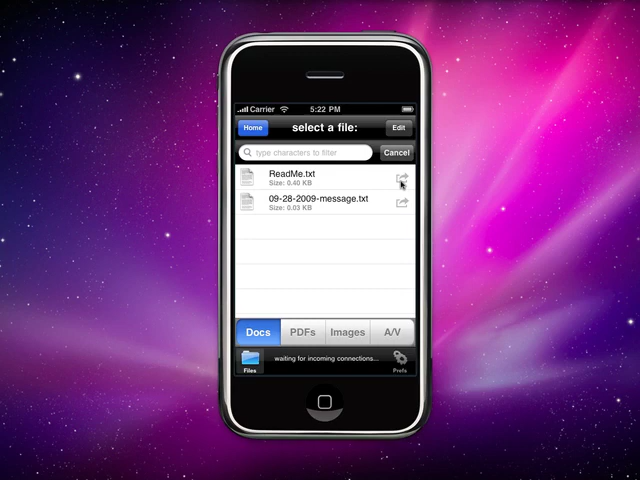 Carrier 5:22 PM
Home select a file: Edit
type characters to filter Cancel
ReadMe.txt
Size: 0.40 KB
09-28-2009-message.txt
Size: 0.03 KB
Docs PDFs Images A/V
waiting for incoming connections...
Files Prefs